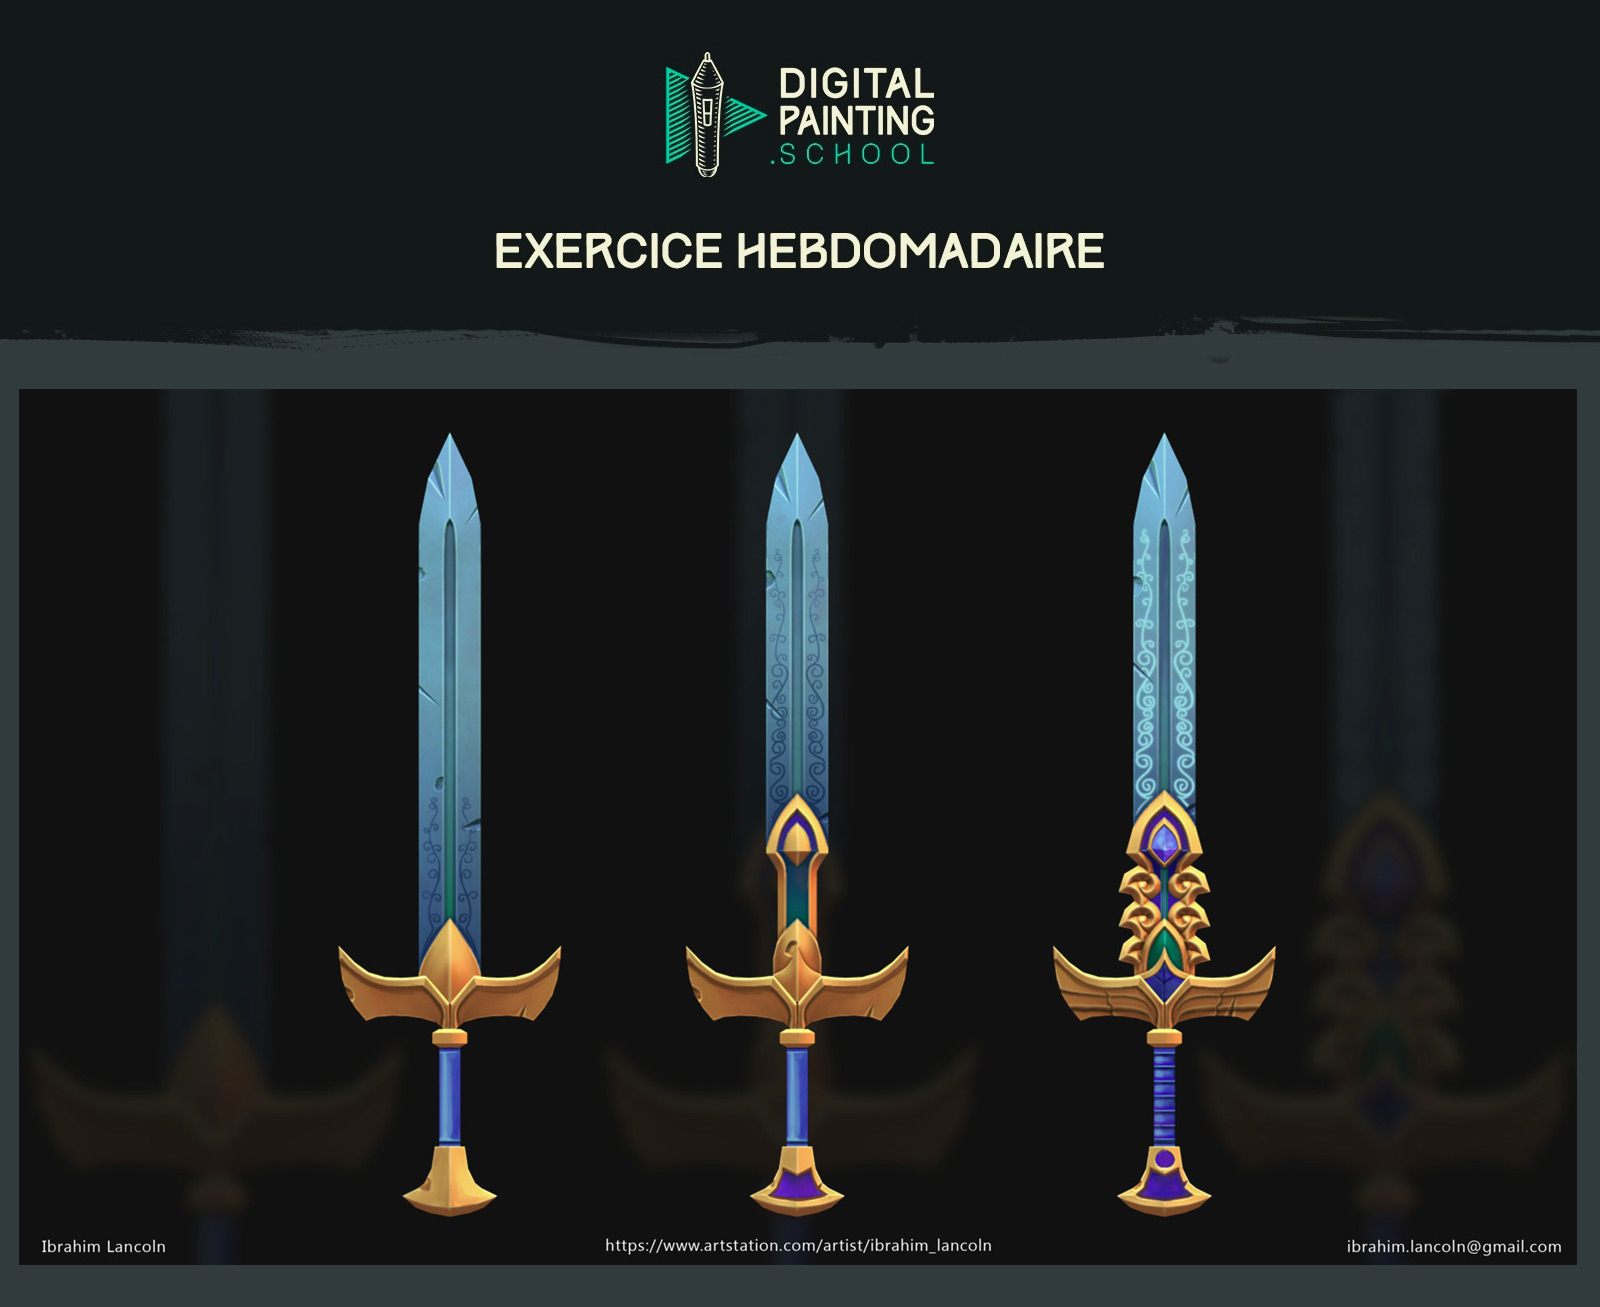 DIGITAL
PAINTING
.SCHOOL
EXERCICE HEBDOMADAIRE
Ibrahim Lancoln
https://www.artstation.com/artist/ibrahim_lancoln
ibrahim.lancoln@gmail.com